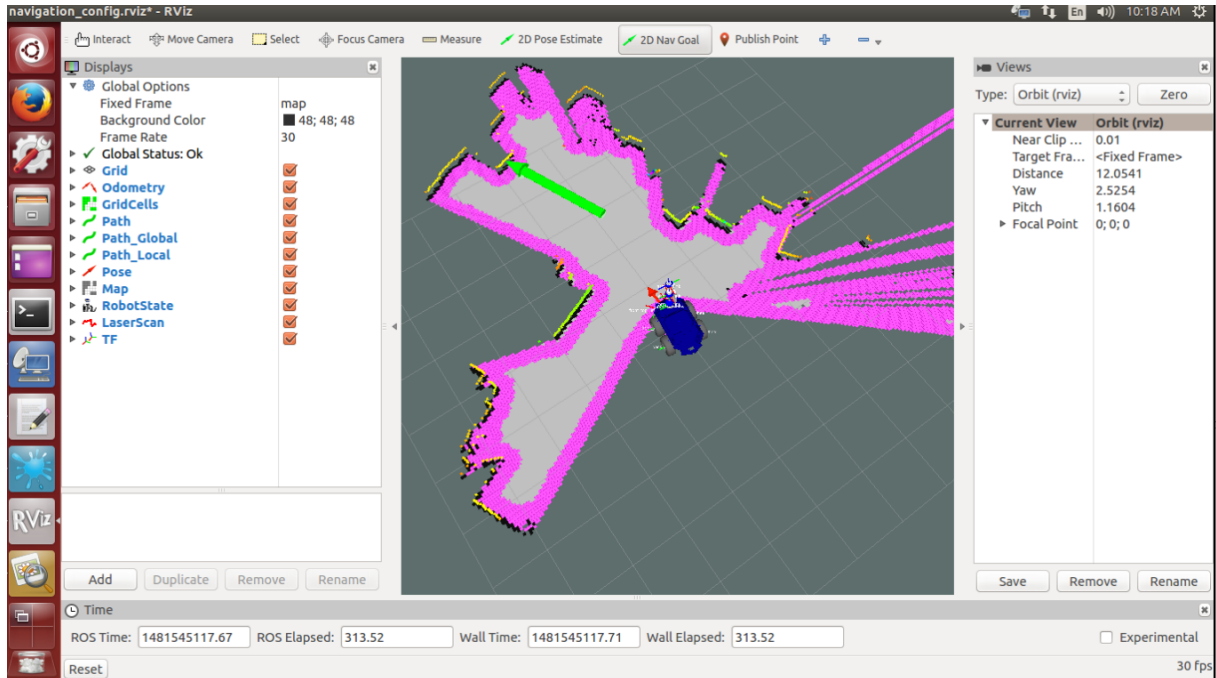 navigation_config.rviz* - RViz
En
10:18 AM
Interact Move Camera Select Focus Camera Measure 2D Pose Estimate 2D Nav Goal Publish Point
Displays
Global Options
Fixed Frame map
Background Color 48; 48; 48
Frame Rate 30
Global Status: Ok
Grid
Odometry
GridCells
Path
Path_Global
Path_Local
Pose
Map
RobotState
LaserScan
TF
Add Duplicate Remove Rename
Views
Type: Orbit (rviz) Zero
Current View Orbit (rviz)
Near Clip ... 0.01
Target Fra... <Fixed Frame>
Distance 12.0541
Yaw 2.5254
Pitch 1.1604
Focal Point 0; 0; 0
Save Remove Rename
Time
ROS Time: 1481545117.67 ROS Elapsed: 313.52 Wall Time: 1481545117.71 Wall Elapsed: 313.52 Experimental
Reset 30 fps
RViz